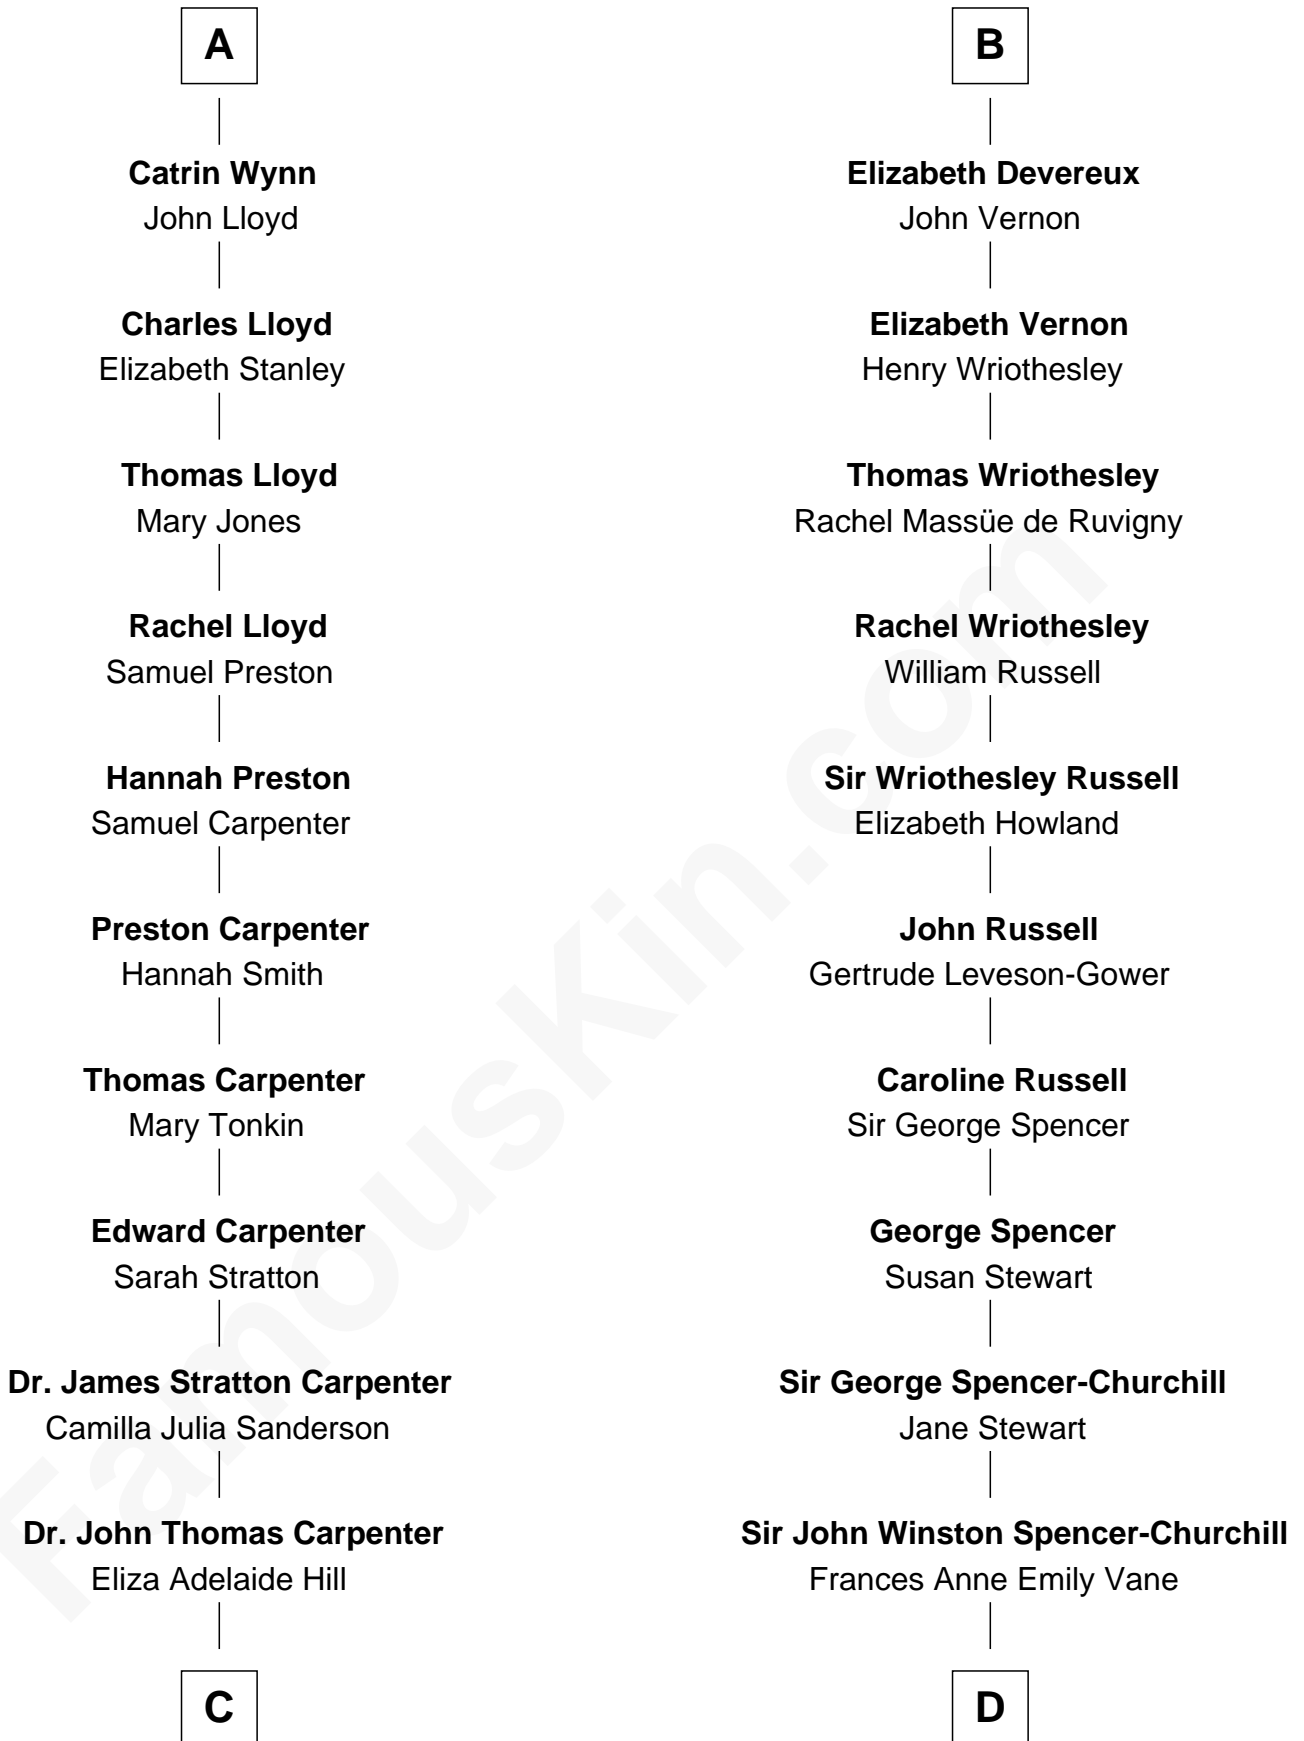 A
Catrin Wynn
John Lloyd
Charles Lloyd
Elizabeth Stanley
Thomas Lloyd
Mary Jones
Rachel Lloyd
Samuel Preston
Hannah Preston
Samuel Carpenter
Preston Carpenter
Hannah Smith
Thomas Carpenter
Mary Tonkin
Edward Carpenter
Sarah Stratton
Dr. James Stratton Carpenter
Camilla Julia Sanderson
Dr. John Thomas Carpenter
Eliza Adelaide Hill
C
B
Elizabeth Devereux
John Vernon
Elizabeth Vernon
Henry Wriothesley
Thomas Wriothesley
Rachel Massüe de Ruvigny
Rachel Wriothesley
William Russell
Sir Wriothesley Russell
Elizabeth Howland
John Russell
Gertrude Leveson-Gower
Caroline Russell
Sir George Spencer
George Spencer
Susan Stewart
Sir George Spencer-Churchill
Jane Stewart
Sir John Winston Spencer-Churchill
Frances Anne Emily Vane
D
FamousKin.com